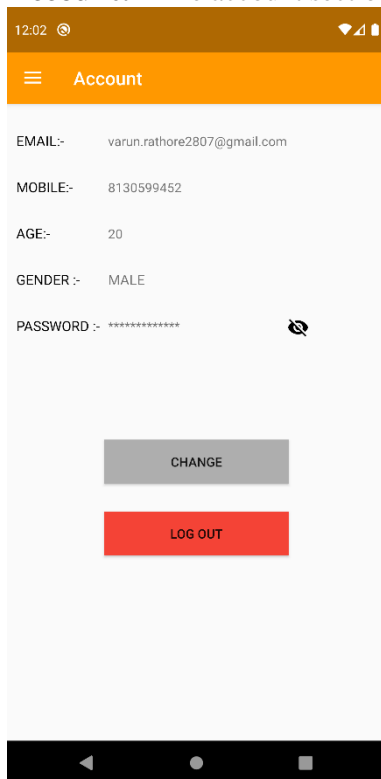 12:02
Account
EMAIL:- varun.rathore2807@gmail.com
MOBILE:- 8130599452
AGE:- 20
GENDER :- MALE
PASSWORD :- *************
CHANGE
LOG OUT